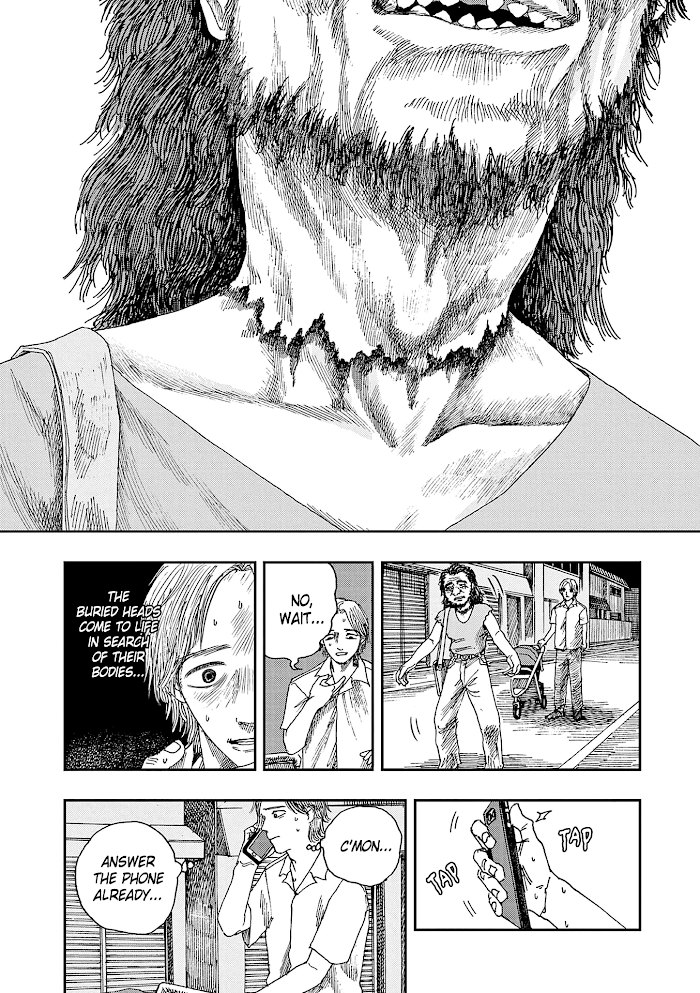 NO,
WAIT...
THE
BURIED HEADS
COME TO LIFE
IN SEARCH
OF THEIR
BODIES...
TAP
TAP
C'MON...
ANSWER
THE PHONE
ALREADY...